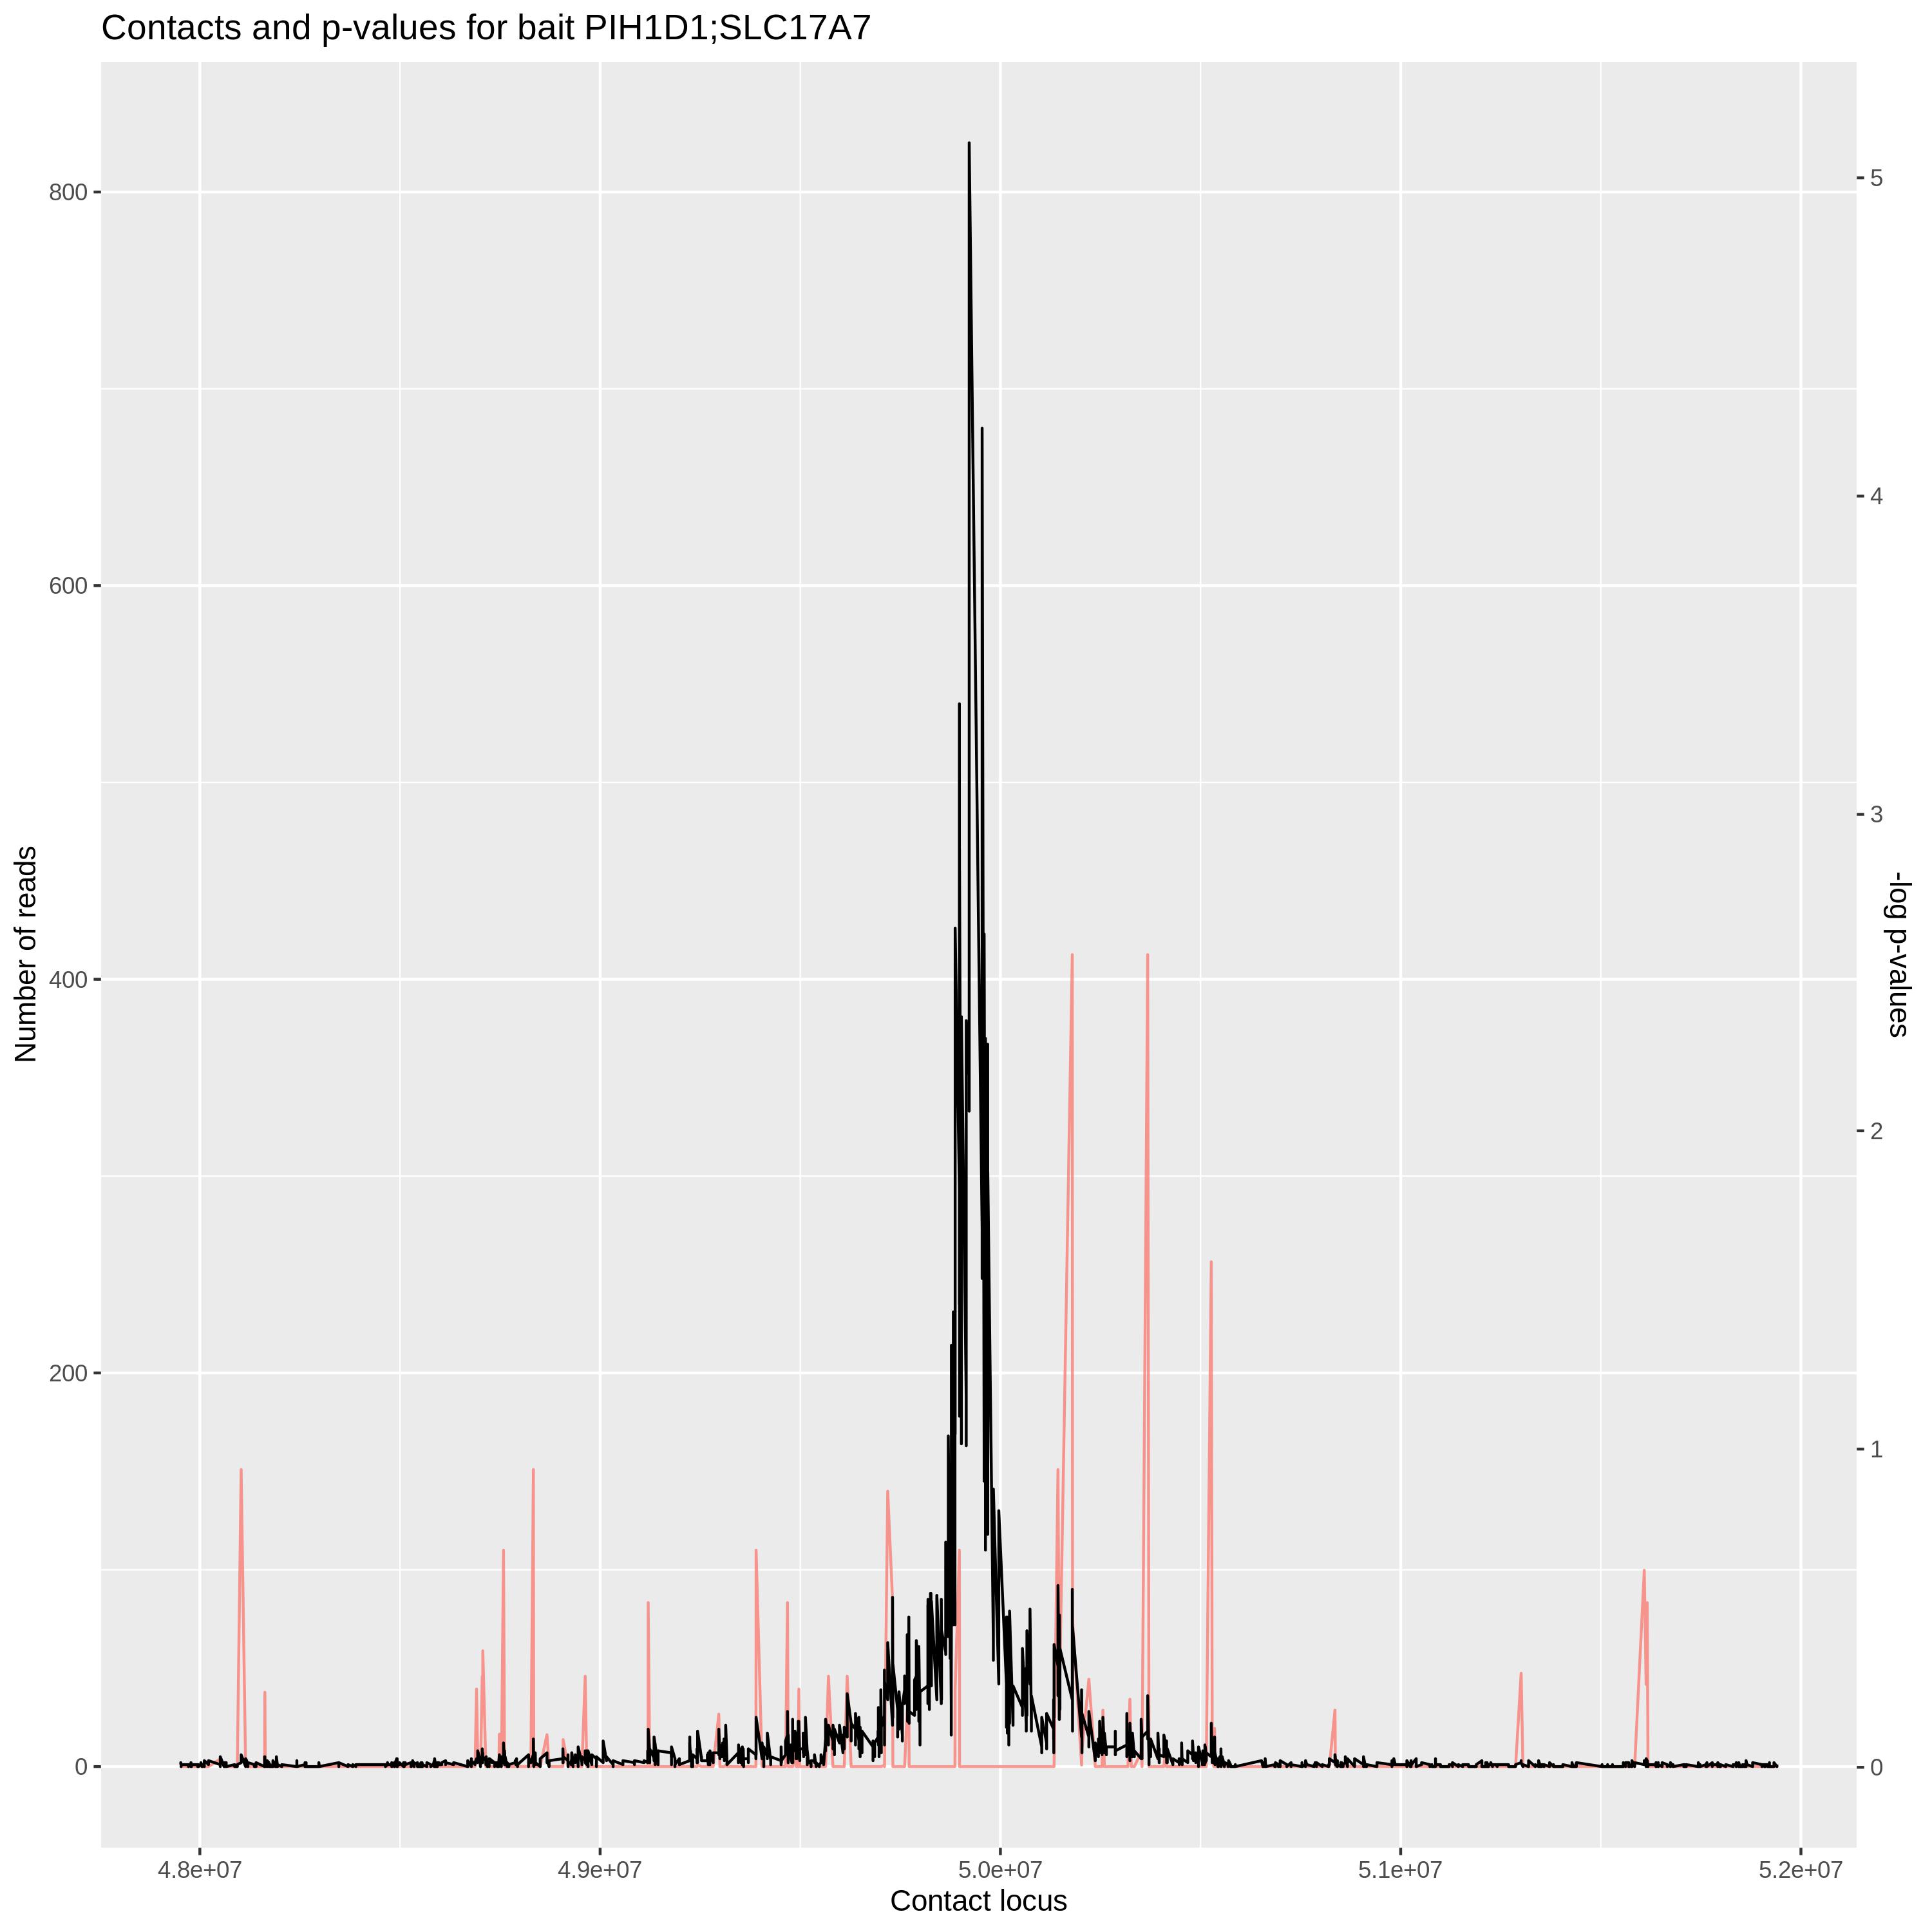 Contacts and p-values for bait PIH1D1;SLC17A7
800
600
400
200
0
Number of reads
5
4
3
2
1
0
-log p-values
4.8e+07
4.9e+07
5.0e+07
5.1e+07
5.2e+07
Contact locus